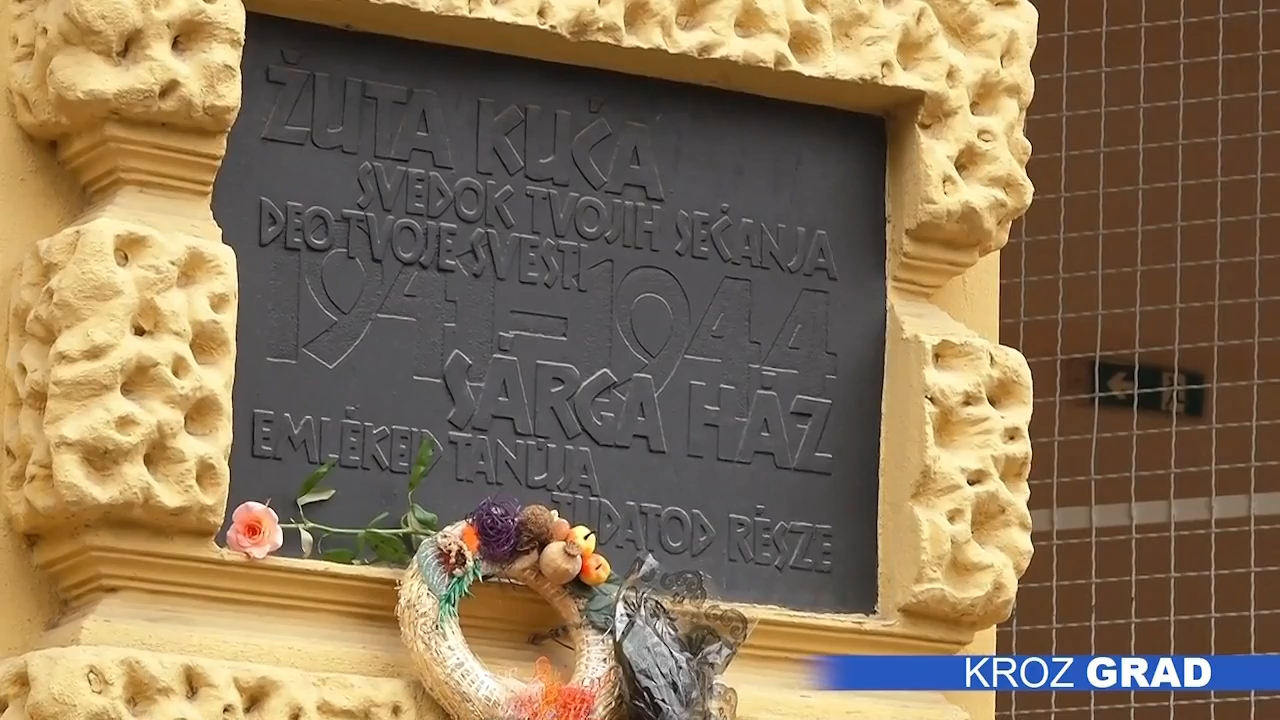 ŽUTA KUĆA
SVEDOK TVOJIH SEĆANJA
DEO TVOJE SVESTI
1941-1944
SÁRGA HÁZ
EMLÉKEID TANÚJA
TUDATOD RÉSZE
KROZ GRAD